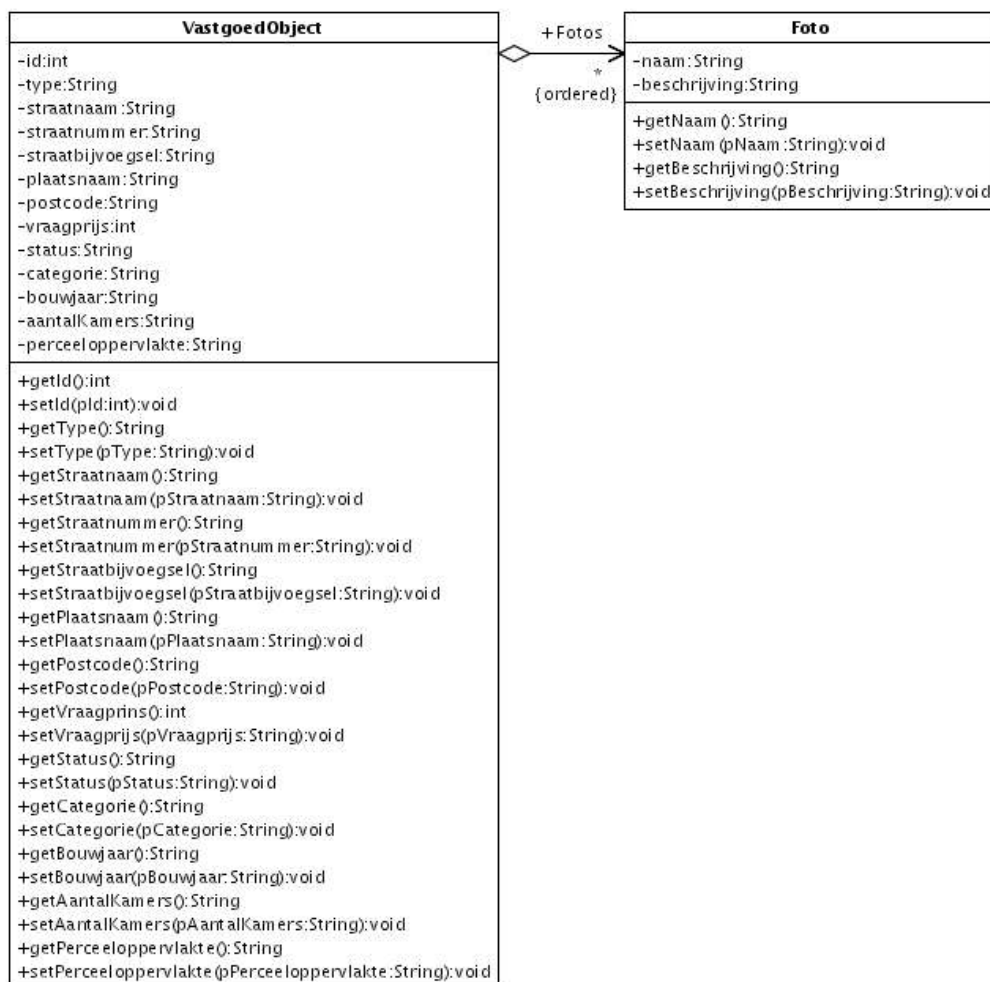 VastgoedObject
-id:int
-type:String
-straatnaam:String
-straatnummer:String
-straatbijvoegsel:String
-plaatsnaam:String
-postcode:String
-vraagprijs:int
-status:String
-categorie:String
-bouwjaar:String
-aantalKamers:String
-perceeloppervlakte:String
+getId():int
+setId(pId:int):void
+getType():String
+setType(pType:String):void
+getStraatnaam():String
+setStraatnaam(pStraatnaam:String):void
+getStraatnummer():String
+setStraatnummer(pStraatnummer:String):void
+getStraatbijvoegsel():String
+setStraatbijvoegsel(pStraatbijvoegsel:String):void
+getPlaatsnaam():String
+setPlaatsnaam(pPlaatsnaam:String):void
+getPostcode():String
+setPostcode(pPostcode:String):void
+getVraagprins():int
+setVraagprijs(pVraagprijs:String):void
+getStatus():String
+setStatus(pStatus:String):void
+getCategorie():String
+setCategorie(pCategorie:String):void
+getBouwjaar():String
+setBouwjaar(pBouwjaar:String):void
+getAantalKamers():String
+setAantalKamers(pAantalKamers:String):void
+getPerceeloppervlakte():String
+setPerceeloppervlakte(pPerceeloppervlakte:String):void
+Fotos
*
{ordered}
Foto
-naam:String
-beschrijving:String
+getNaam():String
+setNaam(pNaam:String):void
+getBeschrijving():String
+setBeschrijving(pBeschrijving:String):void